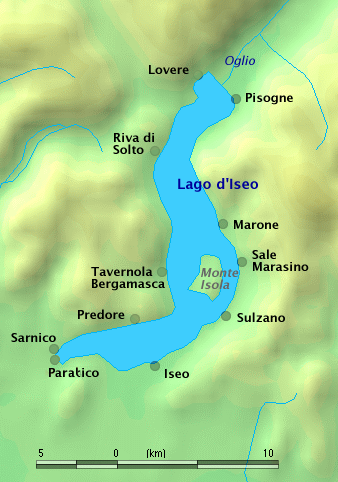 Oglio
Lovere
Pisogne
Riva di
Solto
Lago d'Iseo
Marone
Sale
Marasino
Tavernola
Bergamasca
Monte
Isola
Predore
Sulzano
Sarnico
Paratico
Iseo
5 0 (km) 10